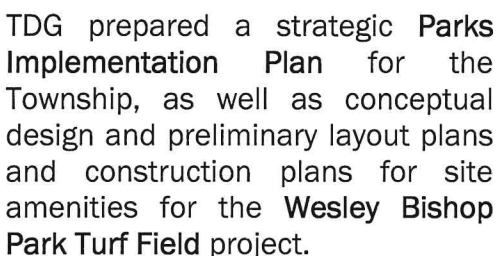 TDG prepared a strategic Parks
Implementation Plan for the
Township, as well as conceptual
design and preliminary layout plans
and construction plans for site
amenities for the Wesley Bishop
Park Turf Field project.